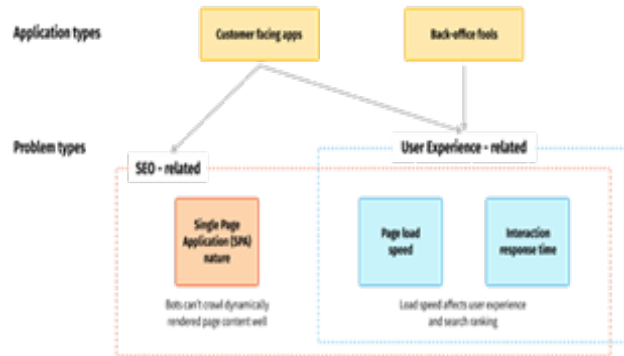 Application types
Customer facing apps
Back-office fools
Problem types
User Experience - related
SEO - related
Single Page
Application (SPA)
nature
Page load
speed
Interaction
response time
Bots can't crawl dynamically
rendered page content well
Load speed affects user experience
and search ranking